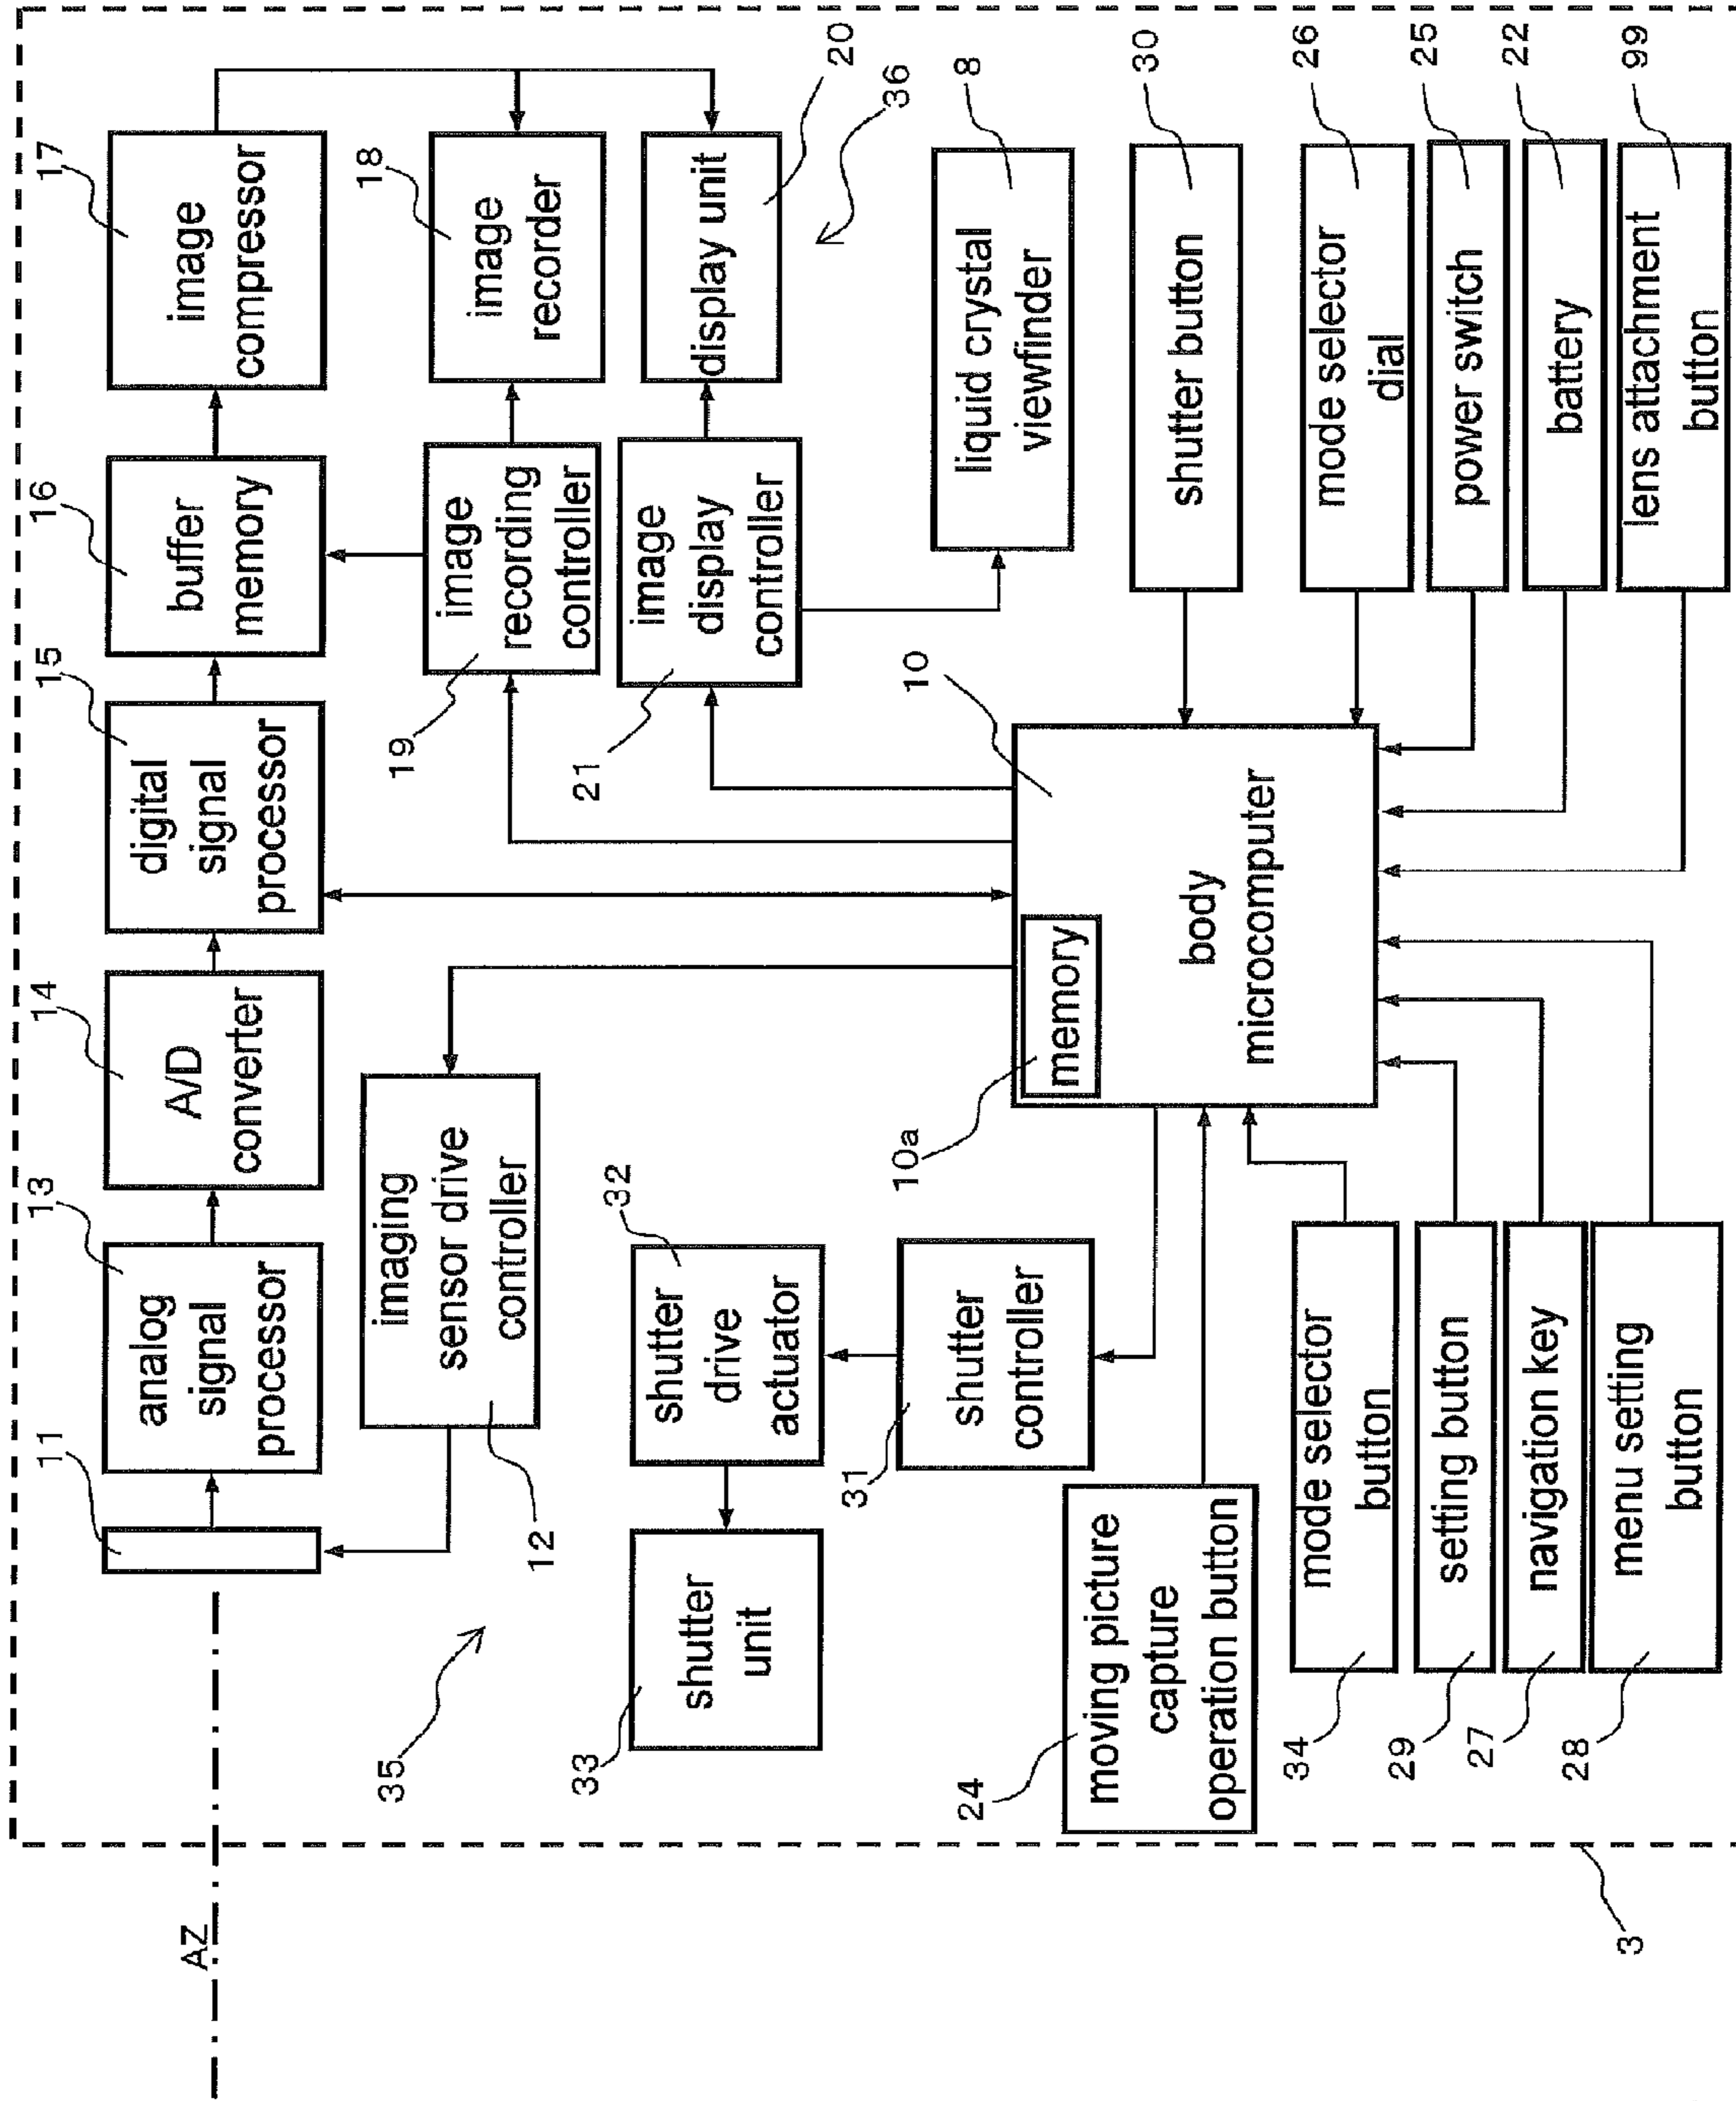 AZ
3
11
13
analog
signal
processor
14
A/D
converter
15
digital
signal
processor
16
buffer
memory
17
image
compressor
imaging
sensor drive
controller
12
35
19
image
recording
controller
18
image
recorder
21
image
display
controller
display unit
20
36
33
shutter
unit
32
shutter
drive
actuator
31
shutter
controller
liquid crystal
viewfinder
8
24
moving picture
capture
operation button
10a
memory
10
body
microcomputer
shutter button
30
34
mode selector
button
29
setting button
27
navigation key
28
menu setting
button
mode selector
dial
26
power switch
25
battery
22
lens attachment
button
99